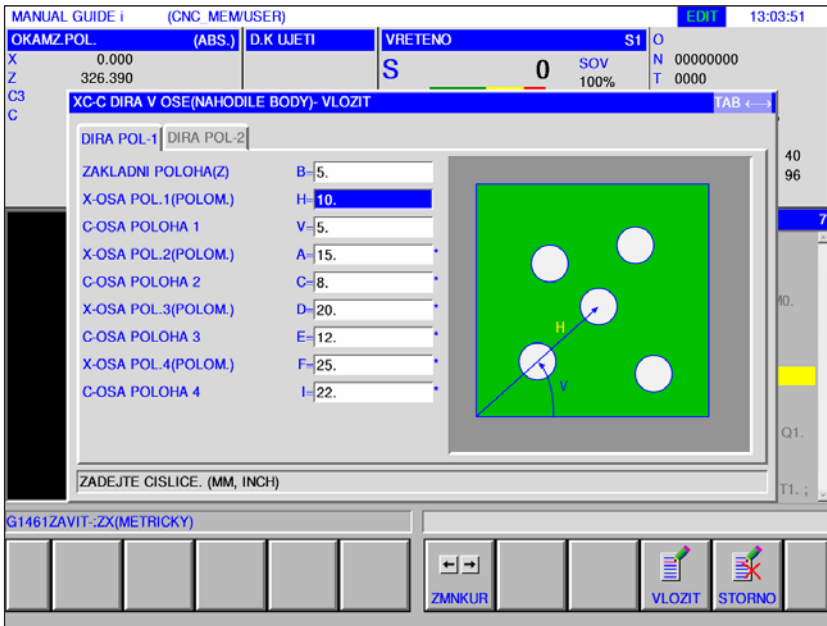 MANUAL GUIDE i (CNC_MEM/USER) EDIT 13:03:51
OKAMZ.POL. (ABS.) D.K UJETI VRETENO S1 O
X 0.000
Z 326.390
C3
C
S 0 SOV 100%
N 00000000
T 0000
XC-C DIRA V OSE(NAHODILE BODY)- VLOZIT TAB ←→
DIRA POL-1 DIRA POL-2
ZAKLADNI POLOHA(Z) B=5.
X-OSA POL.1(POLOM.) H=10.
C-OSA POLOHA 1 V=5.
X-OSA POL.2(POLOM.) A=15. *
C-OSA POLOHA 2 C=8. *
X-OSA POL.3(POLOM.) D=20. *
C-OSA POLOHA 3 E=12. *
X-OSA POL.4(POLOM.) F=25. *
C-OSA POLOHA 4 I=22. *
H
V
40
96
7
M0.
Q1.
T1. ;
ZADEJTE CISLICE. (MM, INCH)
G1461ZAVIT-:ZX(METRICKY)
ZMNKUR VLOZIT STORNO